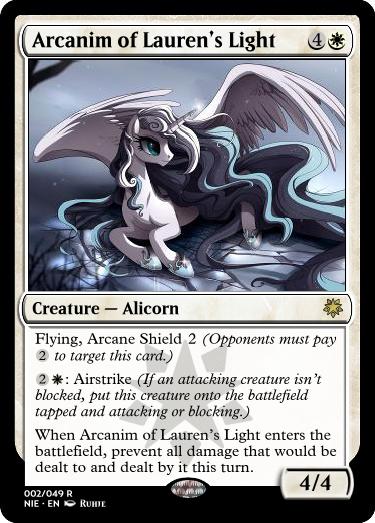 Arcanim of Lauren's Light 4
Creature — Alicorn
Flying, Arcane Shield 2 (Opponents must pay
2 to target this card.)
2 : Airstrike (If an attacking creature isn't
blocked, put this creature onto the battlefield
tapped and attacking or blocking.)
When Arcanim of Lauren's Light enters the
battlefield, prevent all damage that would be
dealt to and dealt by it this turn.
4/4
002/049 R
NIE • EN Ruhje